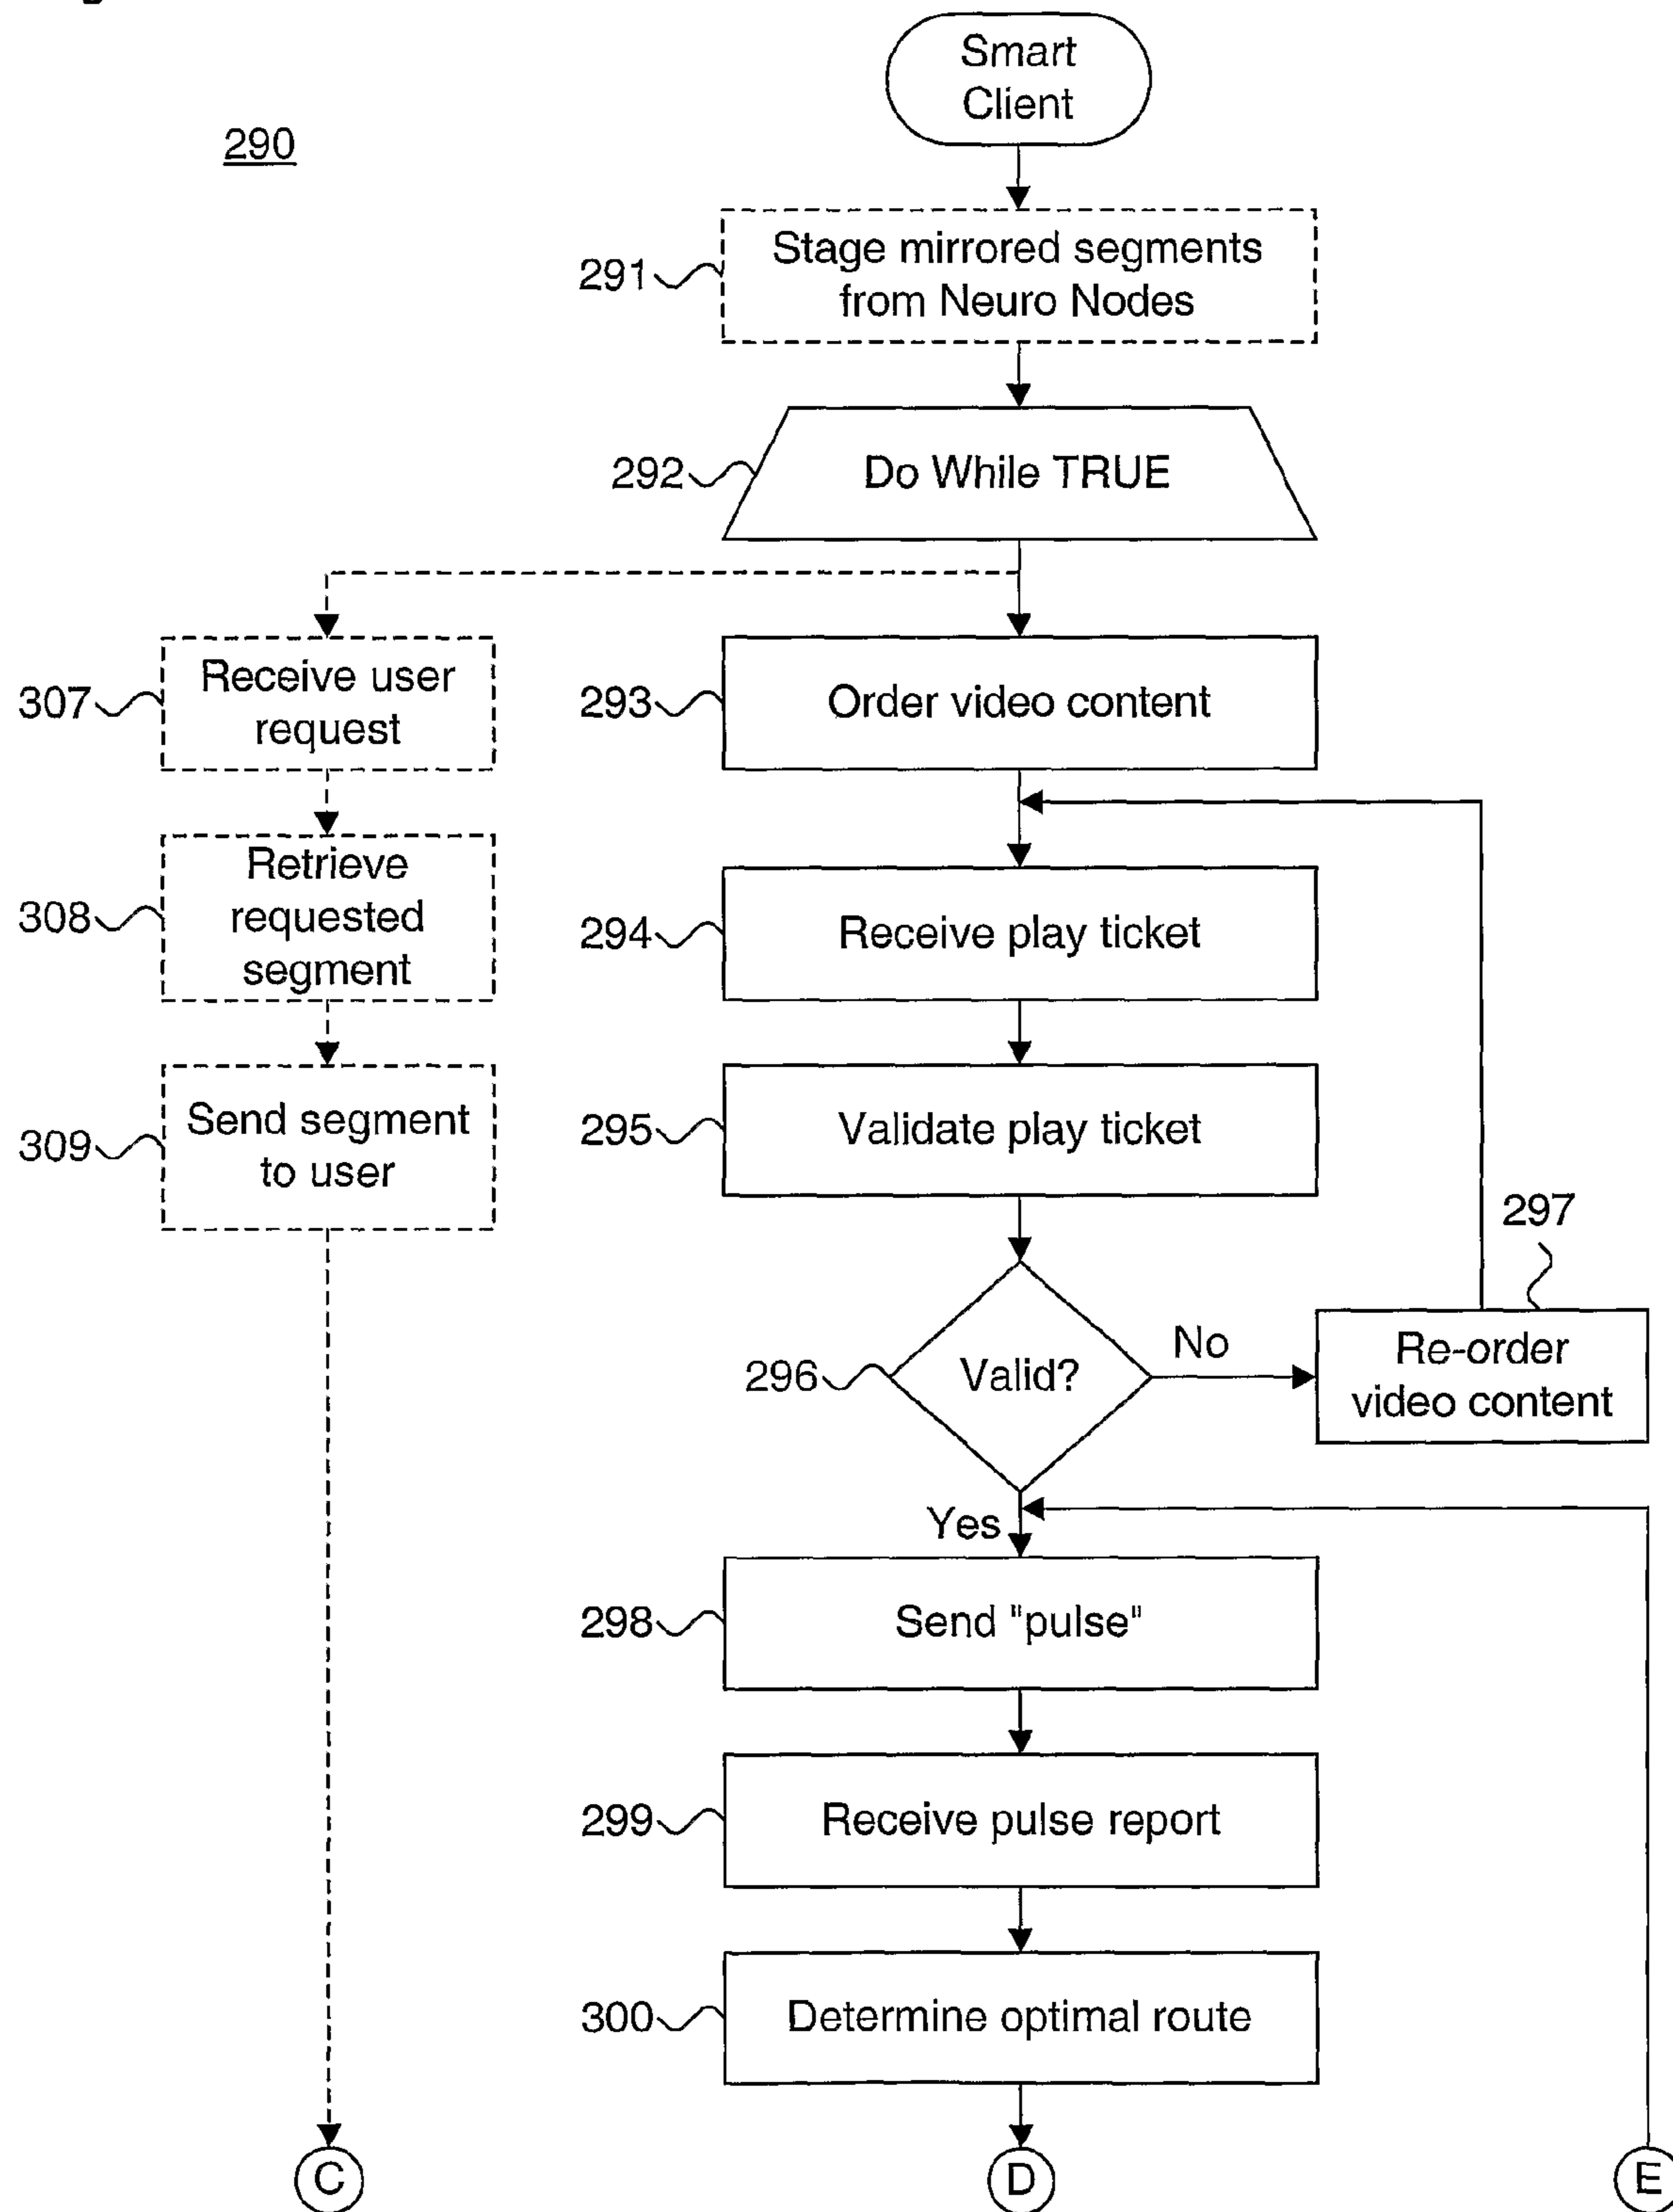 Smart
Client
290
291
Stage mirrored segments
from Neuro Nodes
292
Do While TRUE
307
Receive user
request
293
Order video content
308
Retrieve
requested
segment
294
Receive play ticket
309
Send segment
to user
295
Validate play ticket
297
296
Valid?
No
Re-order
video content
Yes
298
Send "pulse"
299
Receive pulse report
300
Determine optimal route
C
D
E